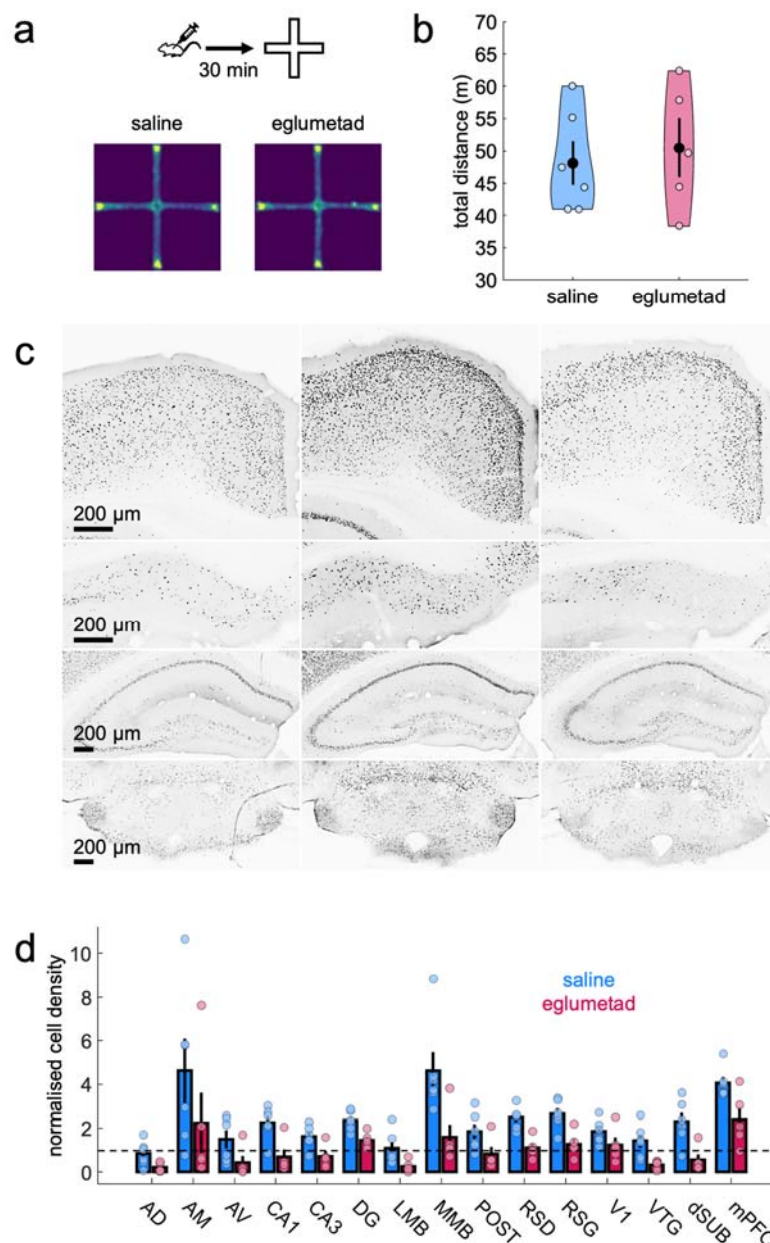 a
30 min
saline eglumetad
b
total distance (m)
70
65
60
55
50
45
40
35
30
saline eglumetad
c
200 µm
200 µm
200 µm
200 µm
d
normalised cell density
10
8
6
4
2
0
saline
eglumetad
AD AM AV CA1 CA3 DG LMB MMB POST RSD RSG V1 VTG dSUB mPFC